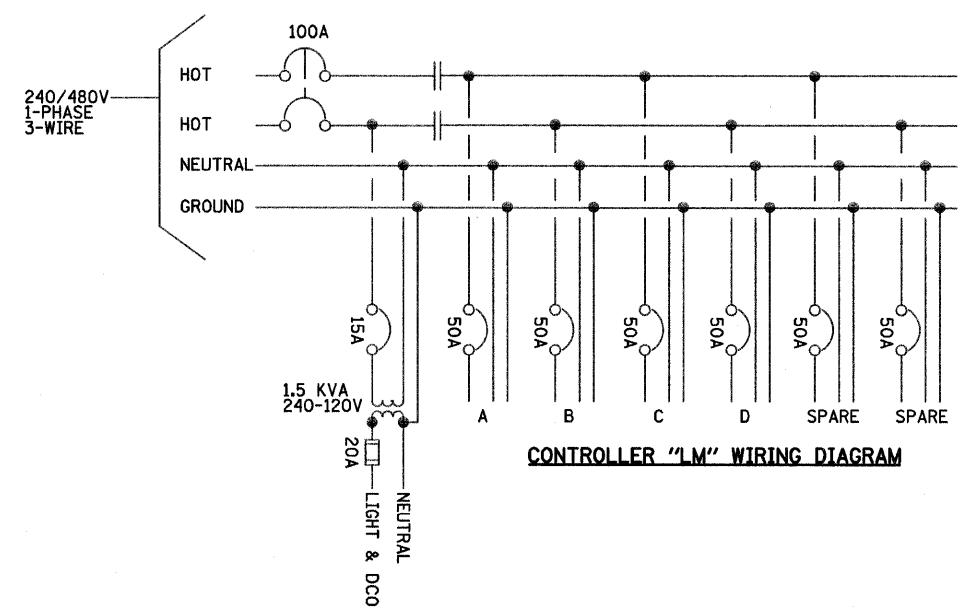 100A
HOT
240/480V
1-PHASE
3-WIRE
HOT
NEUTRAL
GROUND
15A
50A
50A
50A
50A
50A
50A
1.5 KVA
240-120V
A
B
C
D
SPARE
SPARE
20A
CONTROLLER "LM" WIRING DIAGRAM
LIGHT & DCO
NEUTRAL